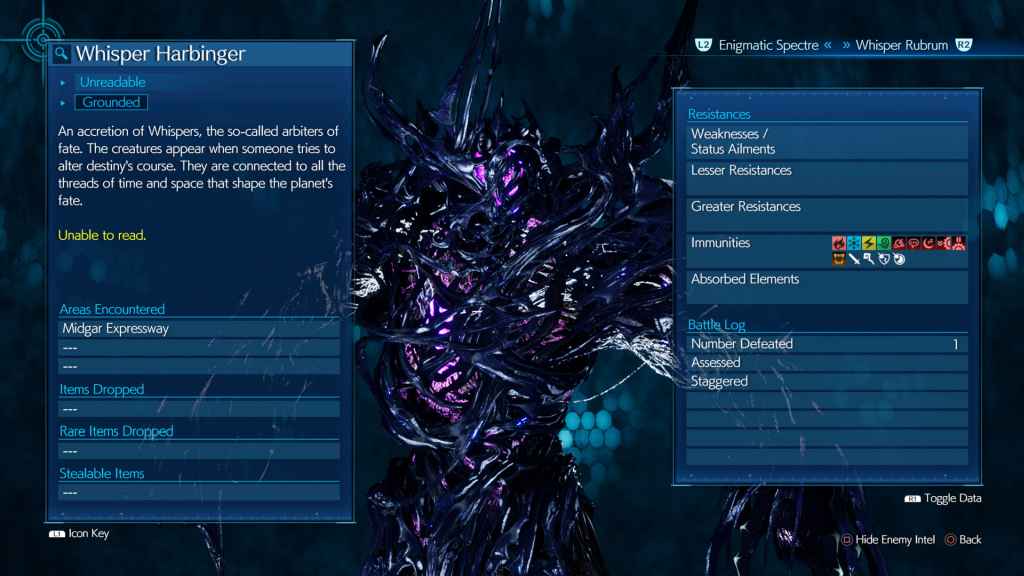 Whisper Harbinger
Unreadable
Grounded
An accretion of Whispers, the so-called arbiters of
fate. The creatures appear when someone tries to
alter destiny's course. They are connected to all the
threads of time and space that shape the planet's
fate.
Unable to read.
Areas Encountered
Midgar Expressway
---
---
Items Dropped
---
Rare Items Dropped
---
Stealable Items
---
L1 Icon Key
L2 Enigmatic Spectre « » Whisper Rubrum R2
Resistances
Weaknesses /
Status Ailments
Lesser Resistances
Greater Resistances
Immunities
Absorbed Elements
Battle Log
Number Defeated 1
Assessed
Staggered
R1 Toggle Data
Hide Enemy Intel Back